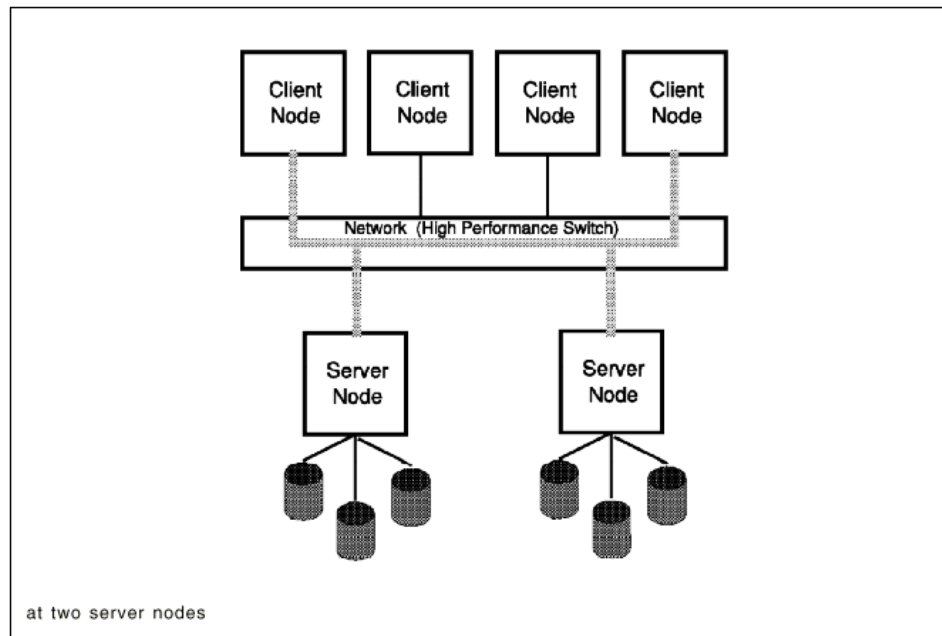 Client
Node
Client
Node
Client
Node
Client
Node
Network (High Performance Switch)
Server
Node
Server
Node
at two server nodes